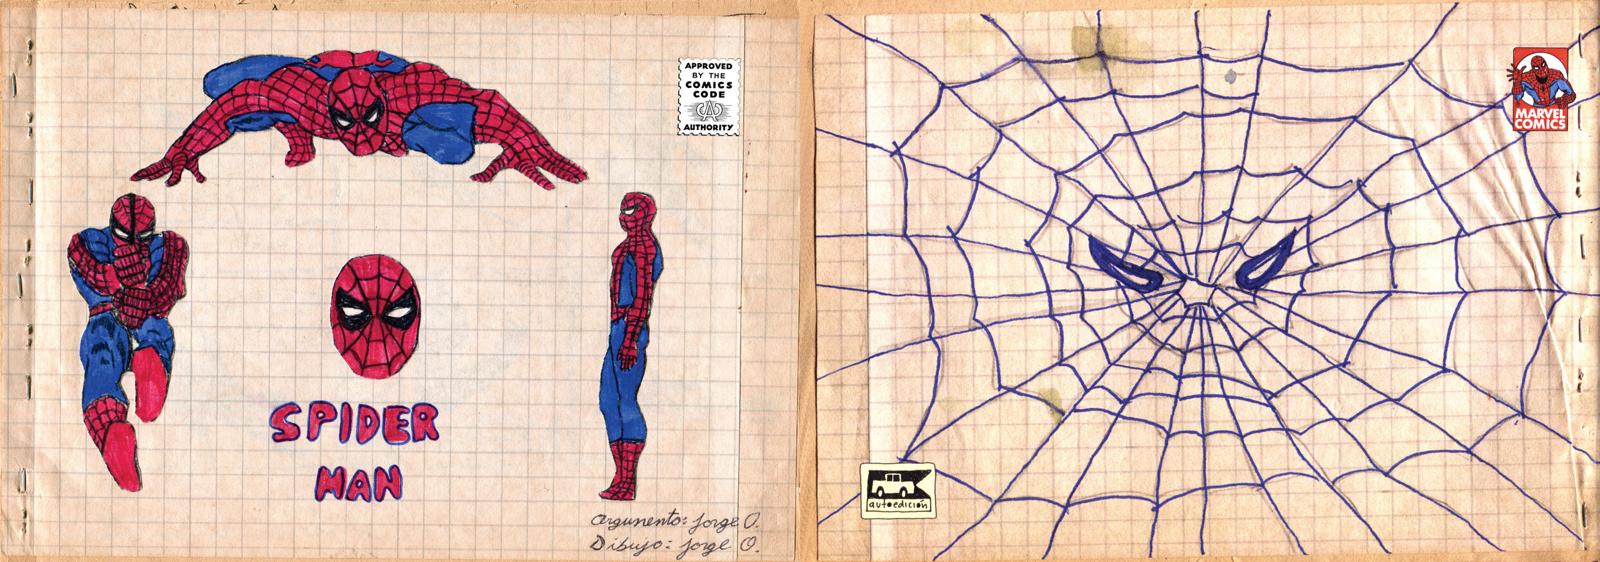 APPROVED
BY THE
COMICS
CODE
CA
AUTHORITY
SPIDER
MAN
Argumento: Jorge O.
Dibujo: Jorge O.
MARVEL
COMICS
autoedición